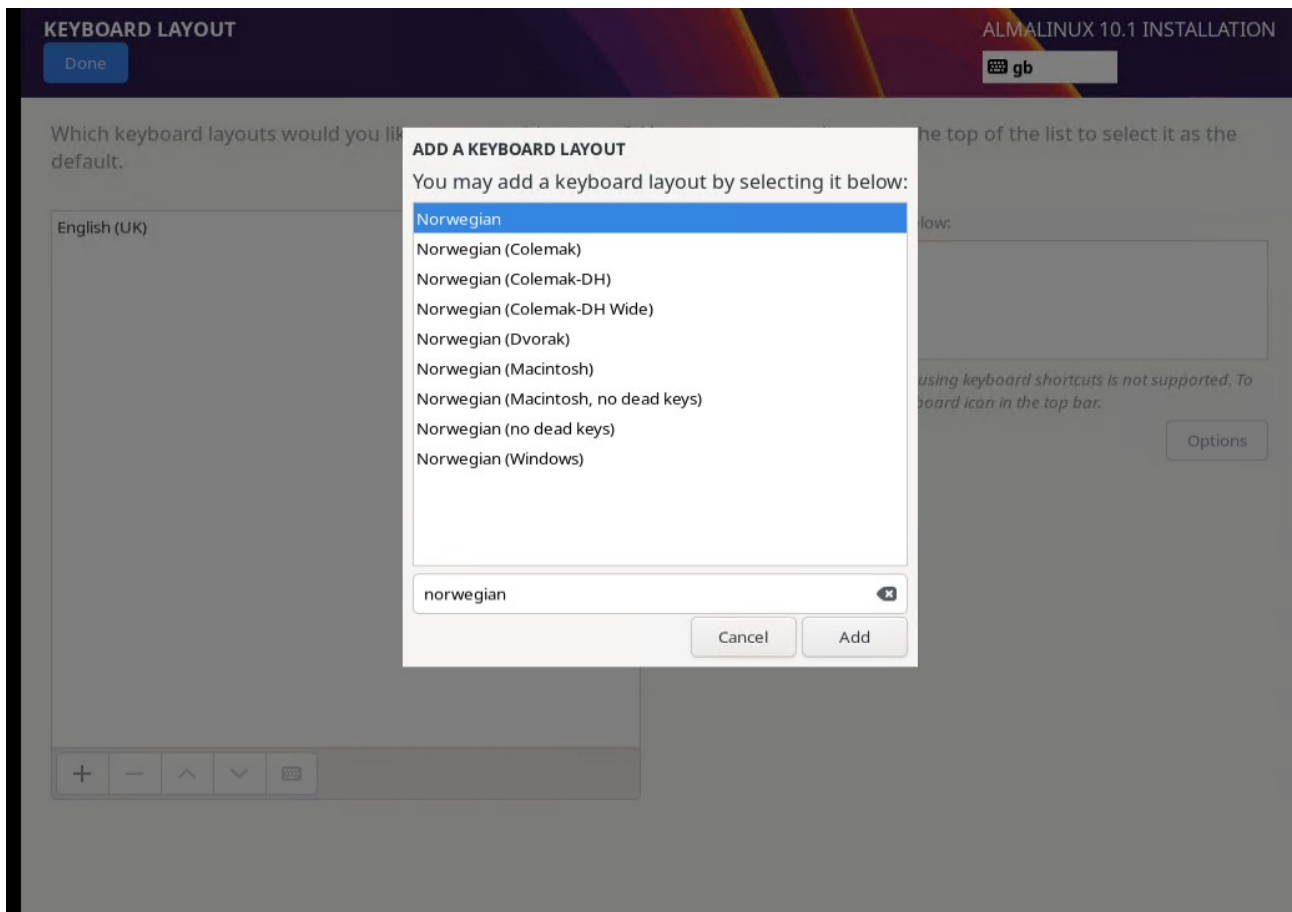 KEYBOARD LAYOUT
Done
ALMALINUX 10.1 INSTALLATION
gb
Which keyboard layouts would you
he top of the list to select it as the
default.
English (UK)
ADD A KEYBOARD LAYOUT
You may add a keyboard layout by selecting it below:
Norwegian
Norwegian (Colemak)
Norwegian (Colemak-DH)
Norwegian (Colemak-DH Wide)
Norwegian (Dvorak)
Norwegian (Macintosh)
Norwegian (Macintosh, no dead keys)
Norwegian (no dead keys)
Norwegian (Windows)
norwegian
Cancel
Add
low:
using keyboard shortcuts is not supported. To
board icon in the top bar.
Options